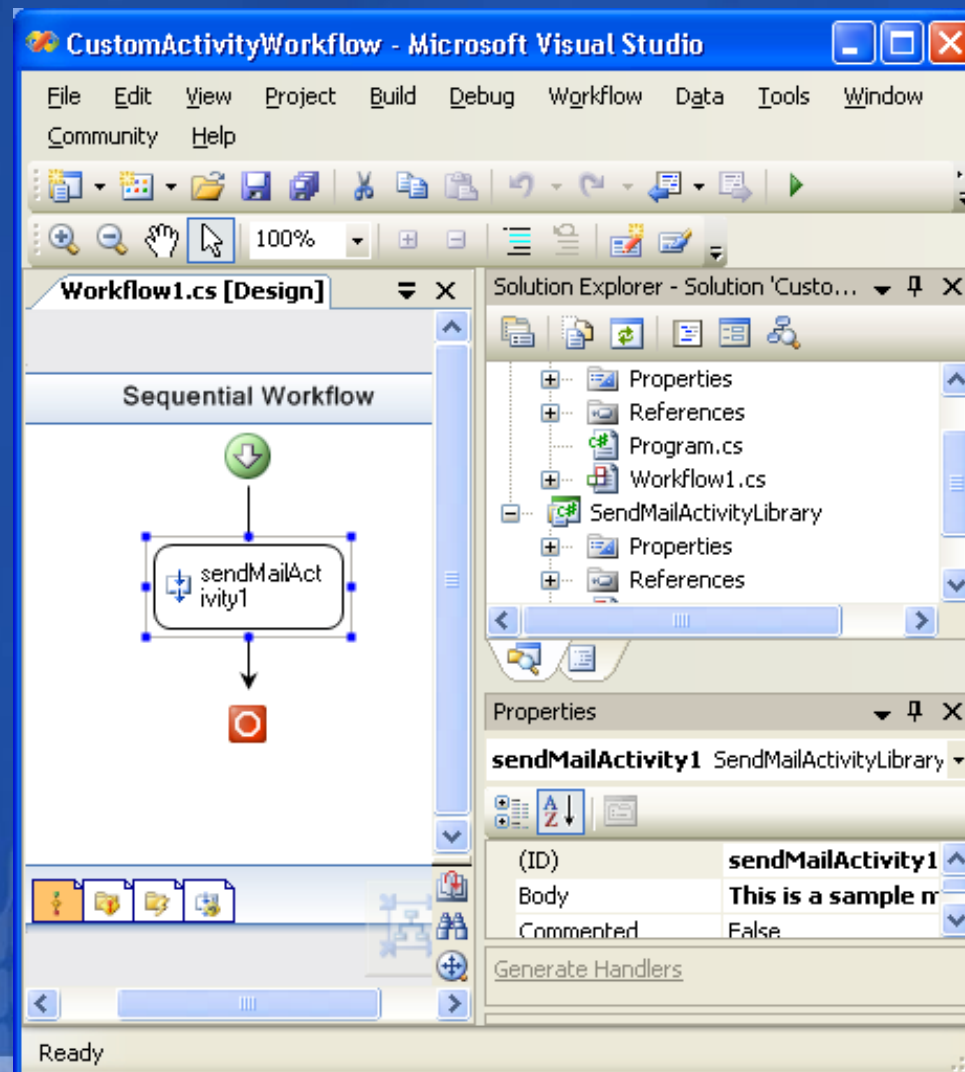 CustomActivityWorkflow - Microsoft Visual Studio
File Edit View Project Build Debug Workflow Data Tools Window
Community Help
100%
Workflow1.cs [Design]
Sequential Workflow
sendMailAct
ivity1
Solution Explorer - Solution 'Custo...
Properties
References
Program.cs
Workflow1.cs
SendMailActivityLibrary
Properties
References
Properties
sendMailActivity1 SendMailActivityLibrary
(ID) sendMailActivity1
Body This is a sample
Commented False
Generate Handlers
Ready